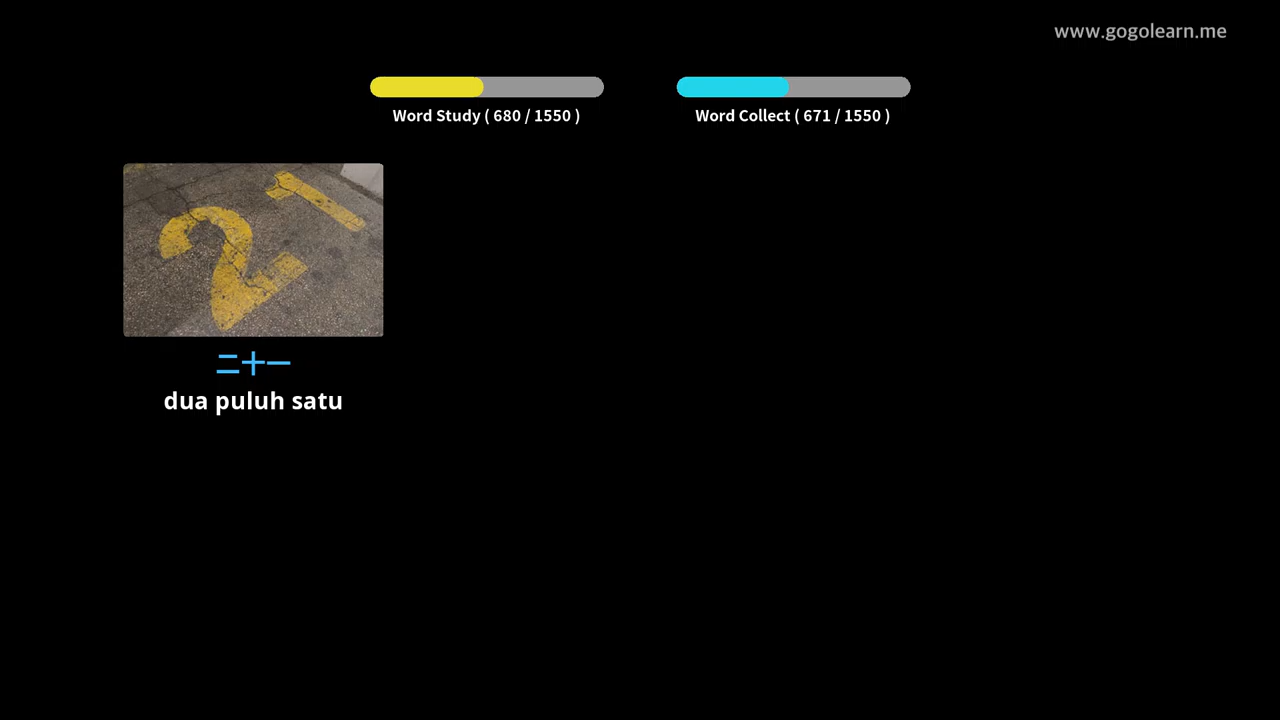 www.gogolearn.me
Word Study ( 680 / 1550 )
Word Collect ( 671 / 1550 )
21
二十一
dua puluh satu